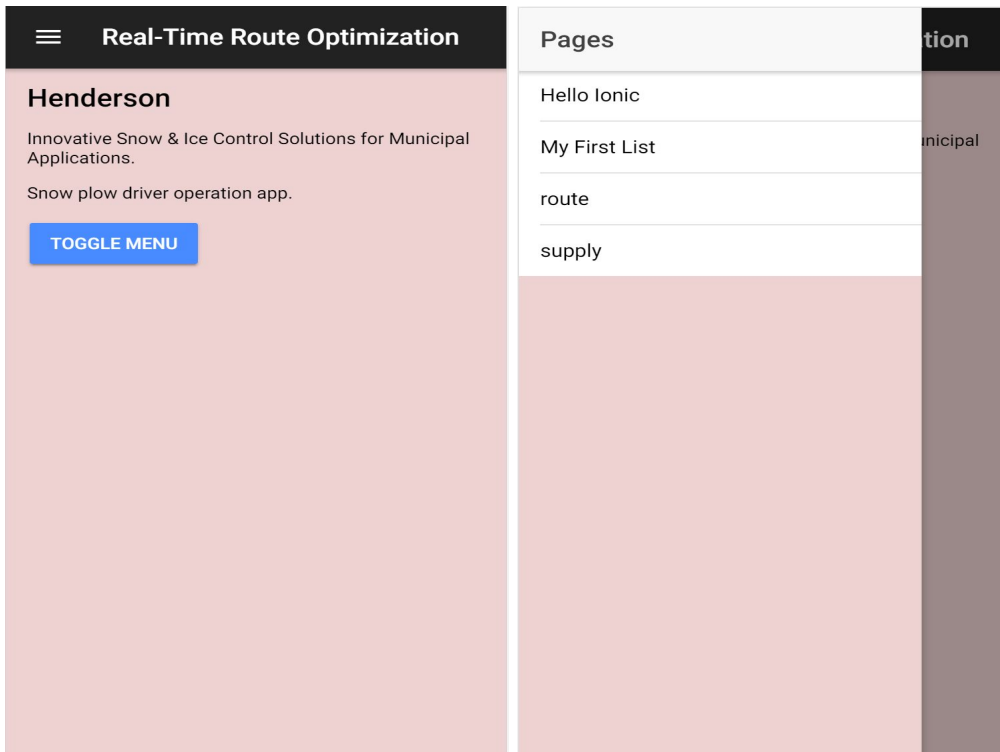 Real-Time Route Optimization
Henderson
Innovative Snow & Ice Control Solutions for Municipal
Applications.
Snow plow driver operation app.
TOGGLE MENU
Pages
tion
Hello Ionic
My First List
unicipal
route
supply